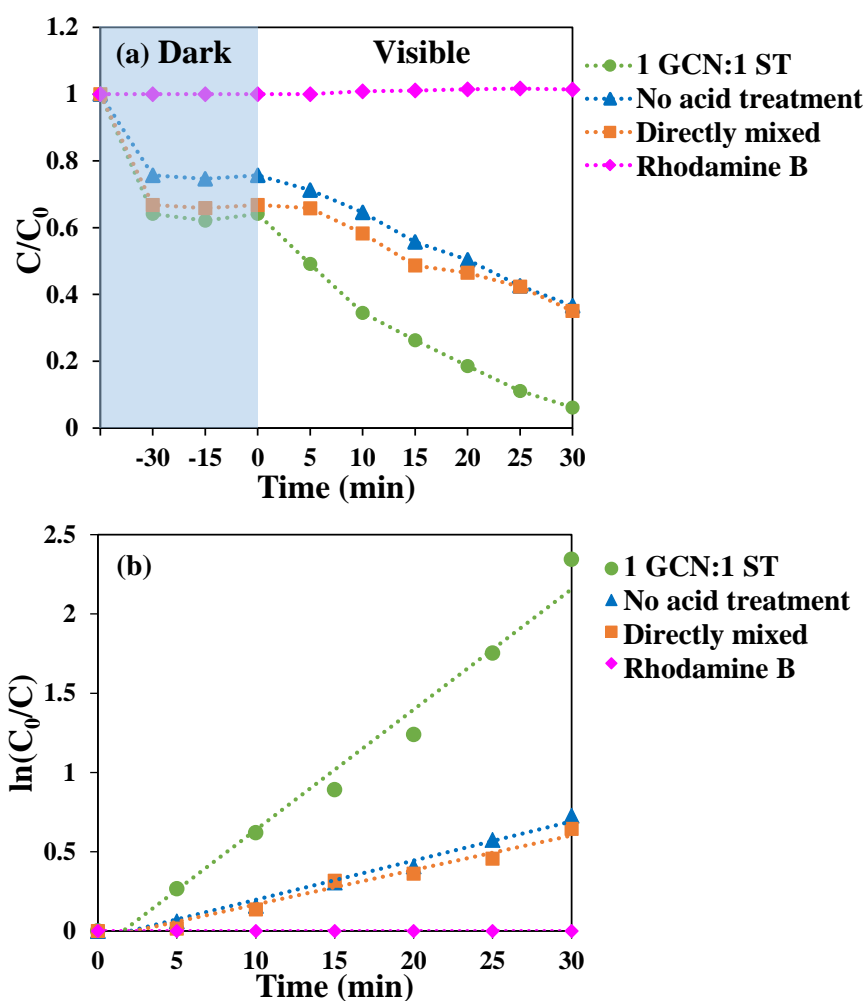 (a) Dark
Visible
1.2
1
0.8
0.6
0.4
0.2
0
C/C₀
-30 -15 0 5 10 15 20 25 30
Time (min)
1 GCN:1 ST
No acid treatment
Directly mixed
Rhodamine B
(b)
2.5
2
1.5
1
0.5
0
ln(C₀/C)
0 5 10 15 20 25 30
Time (min)
1 GCN:1 ST
No acid treatment
Directly mixed
Rhodamine B